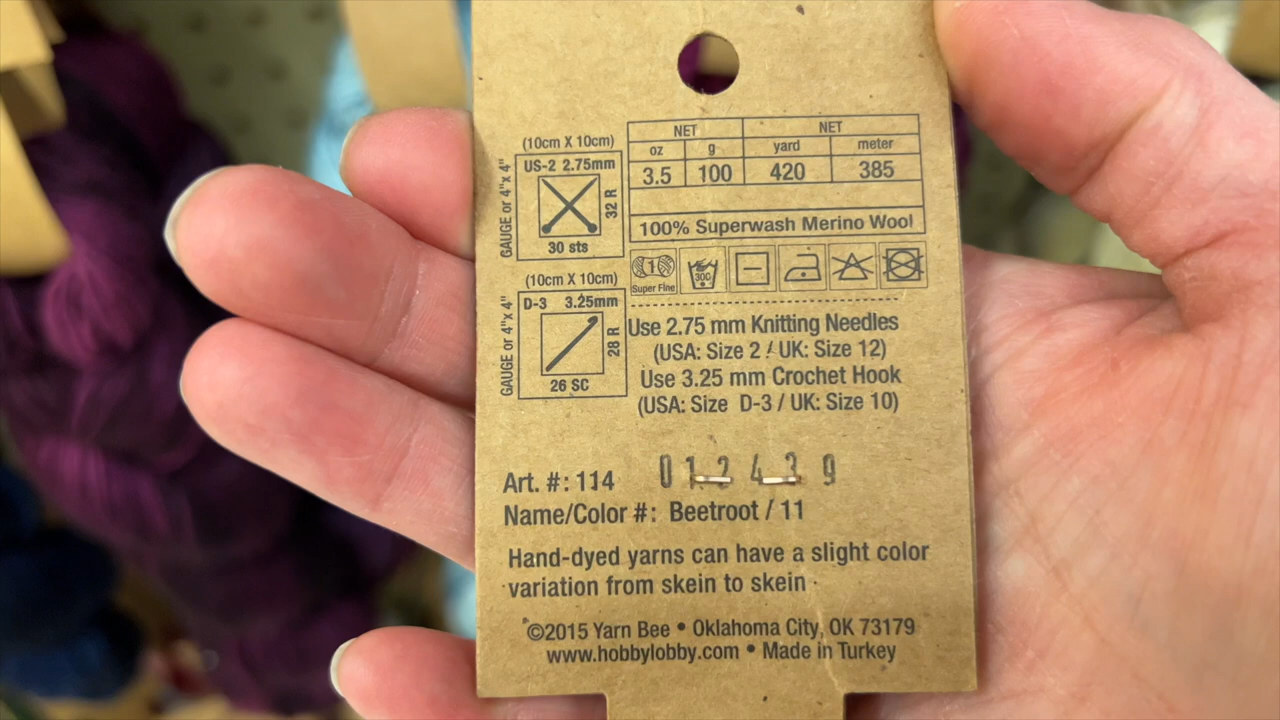 (10cm X 10cm)
GAUGE or 4"x 4"
US-2 2.75mm
32 R
30 sts
NET NET
oz g yard meter
3.5 100 420 385
100% Superwash Merino Wool
1
Super Fine
30C
(10cm X 10cm)
GAUGE or 4"x 4"
D-3 3.25mm
28 R
26 SC
Use 2.75 mm Knitting Needles
(USA: Size 2 / UK: Size 12)
Use 3.25 mm Crochet Hook
(USA: Size D-3 / UK: Size 10)
Art. #: 114 012439
Name/Color #: Beetroot / 11
Hand-dyed yarns can have a slight color
variation from skein to skein
©2015 Yarn Bee • Oklahoma City, OK 73179
www.hobbylobby.com • Made in Turkey